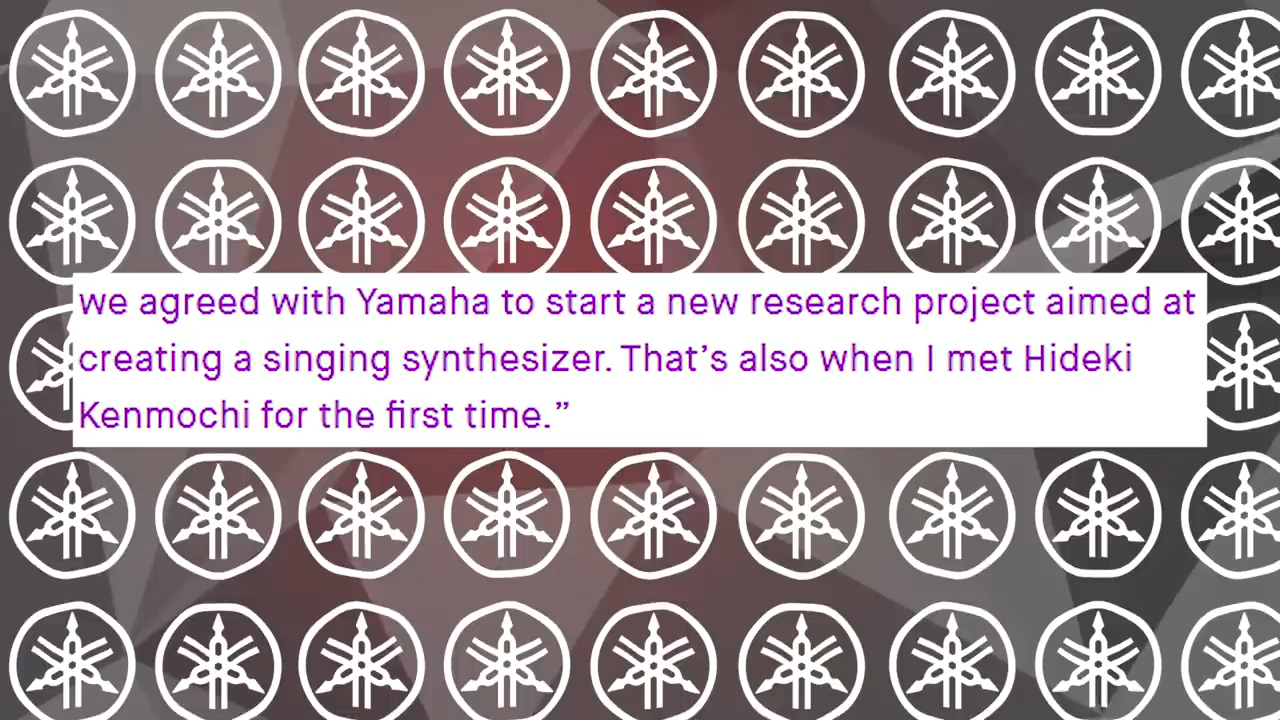 we agreed with Yamaha to start a new research project aimed at
creating a singing synthesizer. That’s also when I met Hideki
Kenmochi for the first time.”